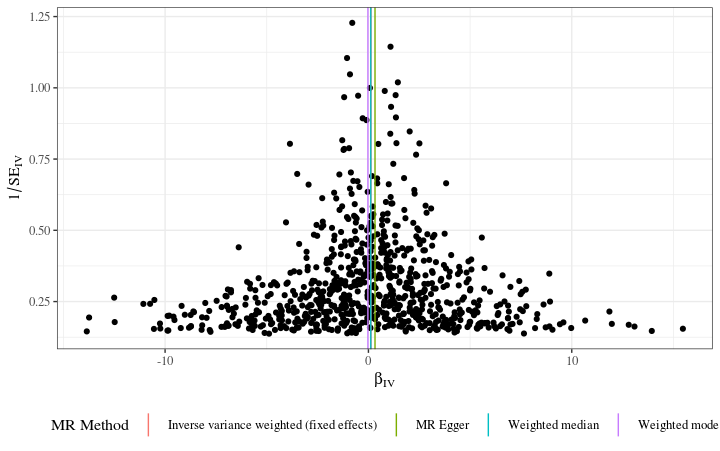 1.25
1.00
0.75
0.50
0.25
1/SE_IV
-10
0
10
β_IV
MR Method Inverse variance weighted (fixed effects) MR Egger Weighted median Weighted mode